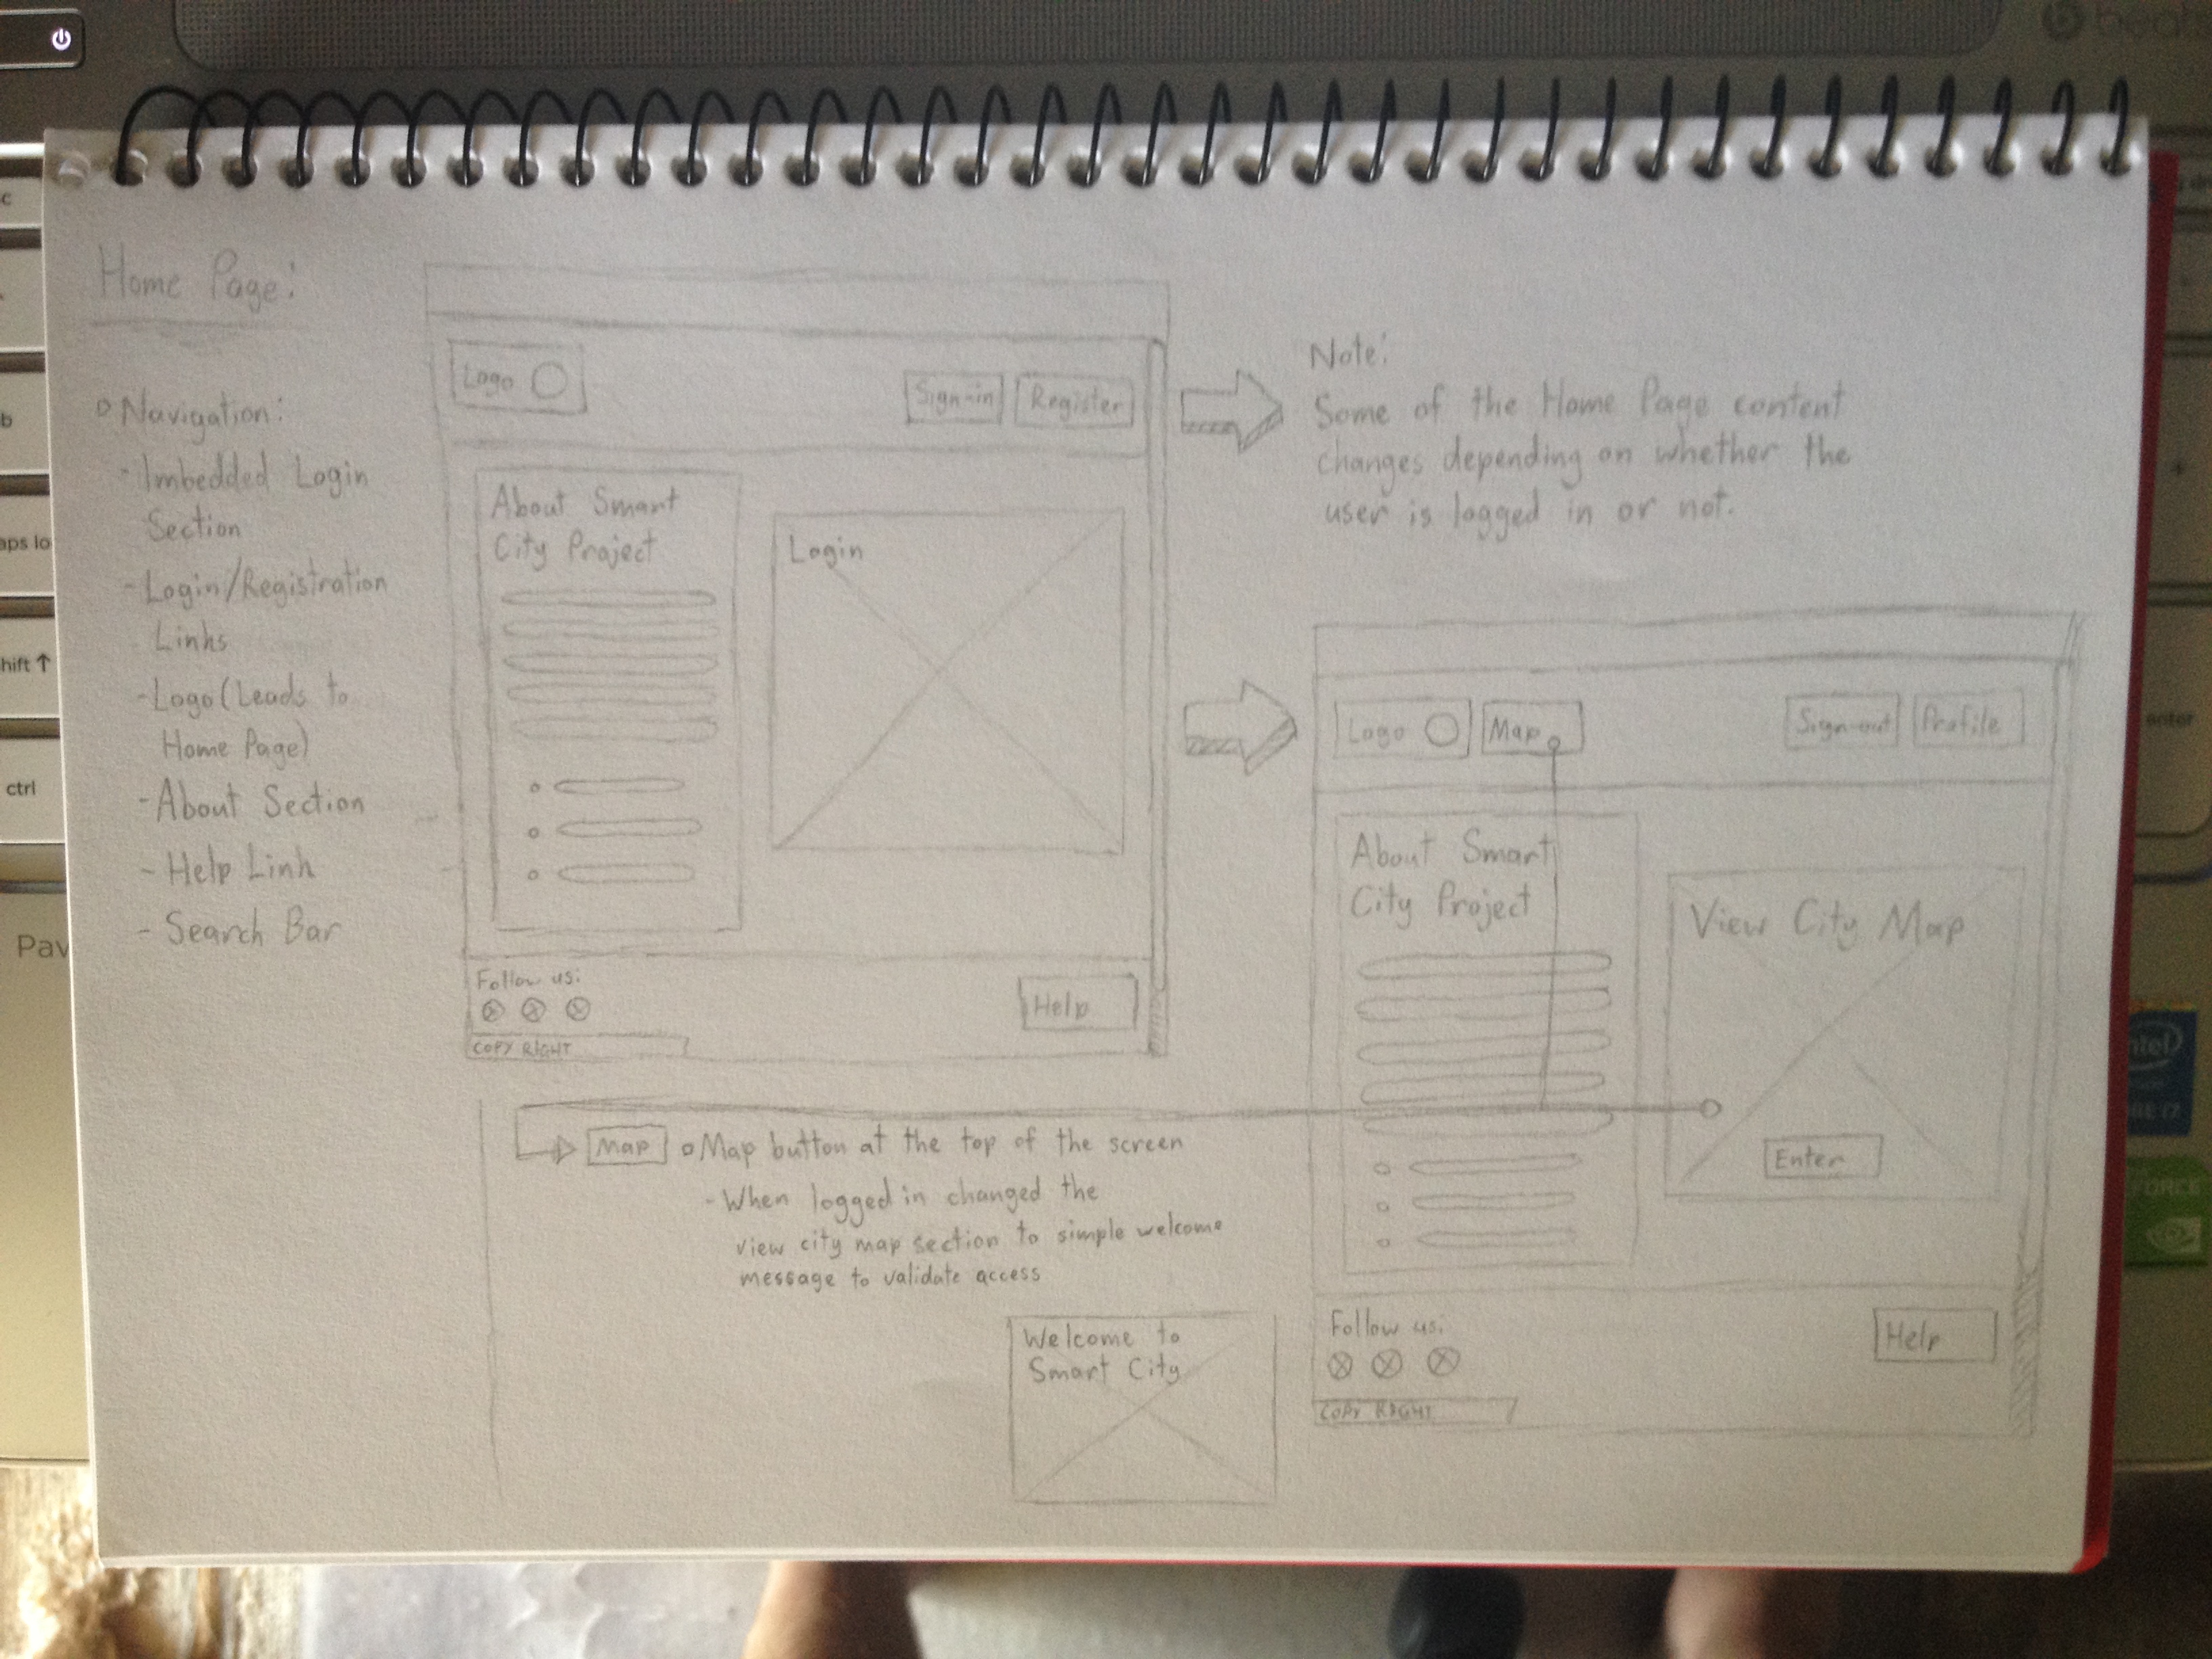 Home Page:
Navigation:
- Imbedded Login
Section
- Login/Registration
Links
- Logo (Leads to
Home Page)
- About Section
- Help Link
- Search Bar
Logo
Sign-in
Register
About Smart
City Project
Login
Follow us:
Help
COPY RIGHT
Note:
Some of the Home Page content
changes depending on whether the
user is logged in or not.
Logo
Map
Sign-out
Profile
About Smart
City Project
View City Map
Enter
Follow us:
Help
COPY RIGHT
Map
Map button at the top of the screen
- When logged in changed the
view city map section to simple welcome
message to validate access
Welcome to
Smart City
b
shift ↑
ctrl
enter
Pav